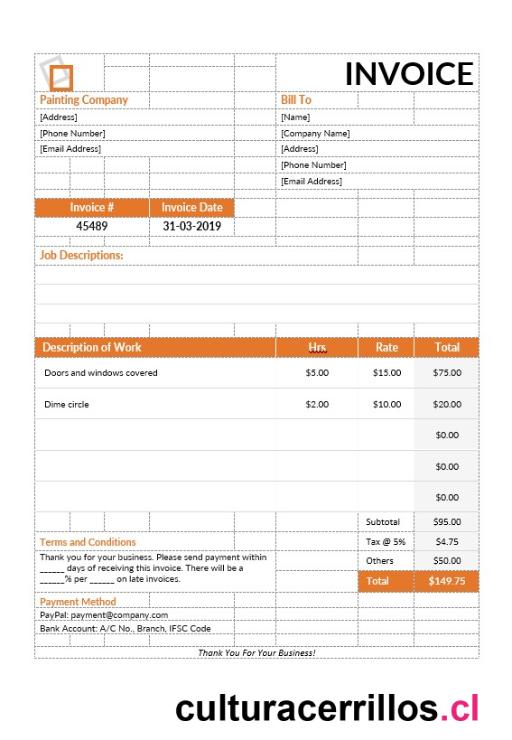 INVOICE
Painting Company
Bill To
[Address]
[Name]
[Phone Number]
[Company Name]
[Email Address]
[Address]
[Phone Number]
[Email Address]
Invoice # Invoice Date
45489 31-03-2019
Job Descriptions:
Description of Work Hrs Rate Total
Doors and windows covered $5.00 $15.00 $75.00
Dime circle $2.00 $10.00 $20.00
$0.00
$0.00
$0.00
Subtotal $95.00
Terms and Conditions Tax @ 5% $4.75
Thank you for your business. Please send payment within
______ days of receiving this invoice. There will be a
______% per ______ on late invoices.
Others $50.00
Total $149.75
Payment Method
PayPal: payment@company.com
Bank Account: A/C No., Branch, IFSC Code
Thank You For Your Business!
culturacerrillos.cl